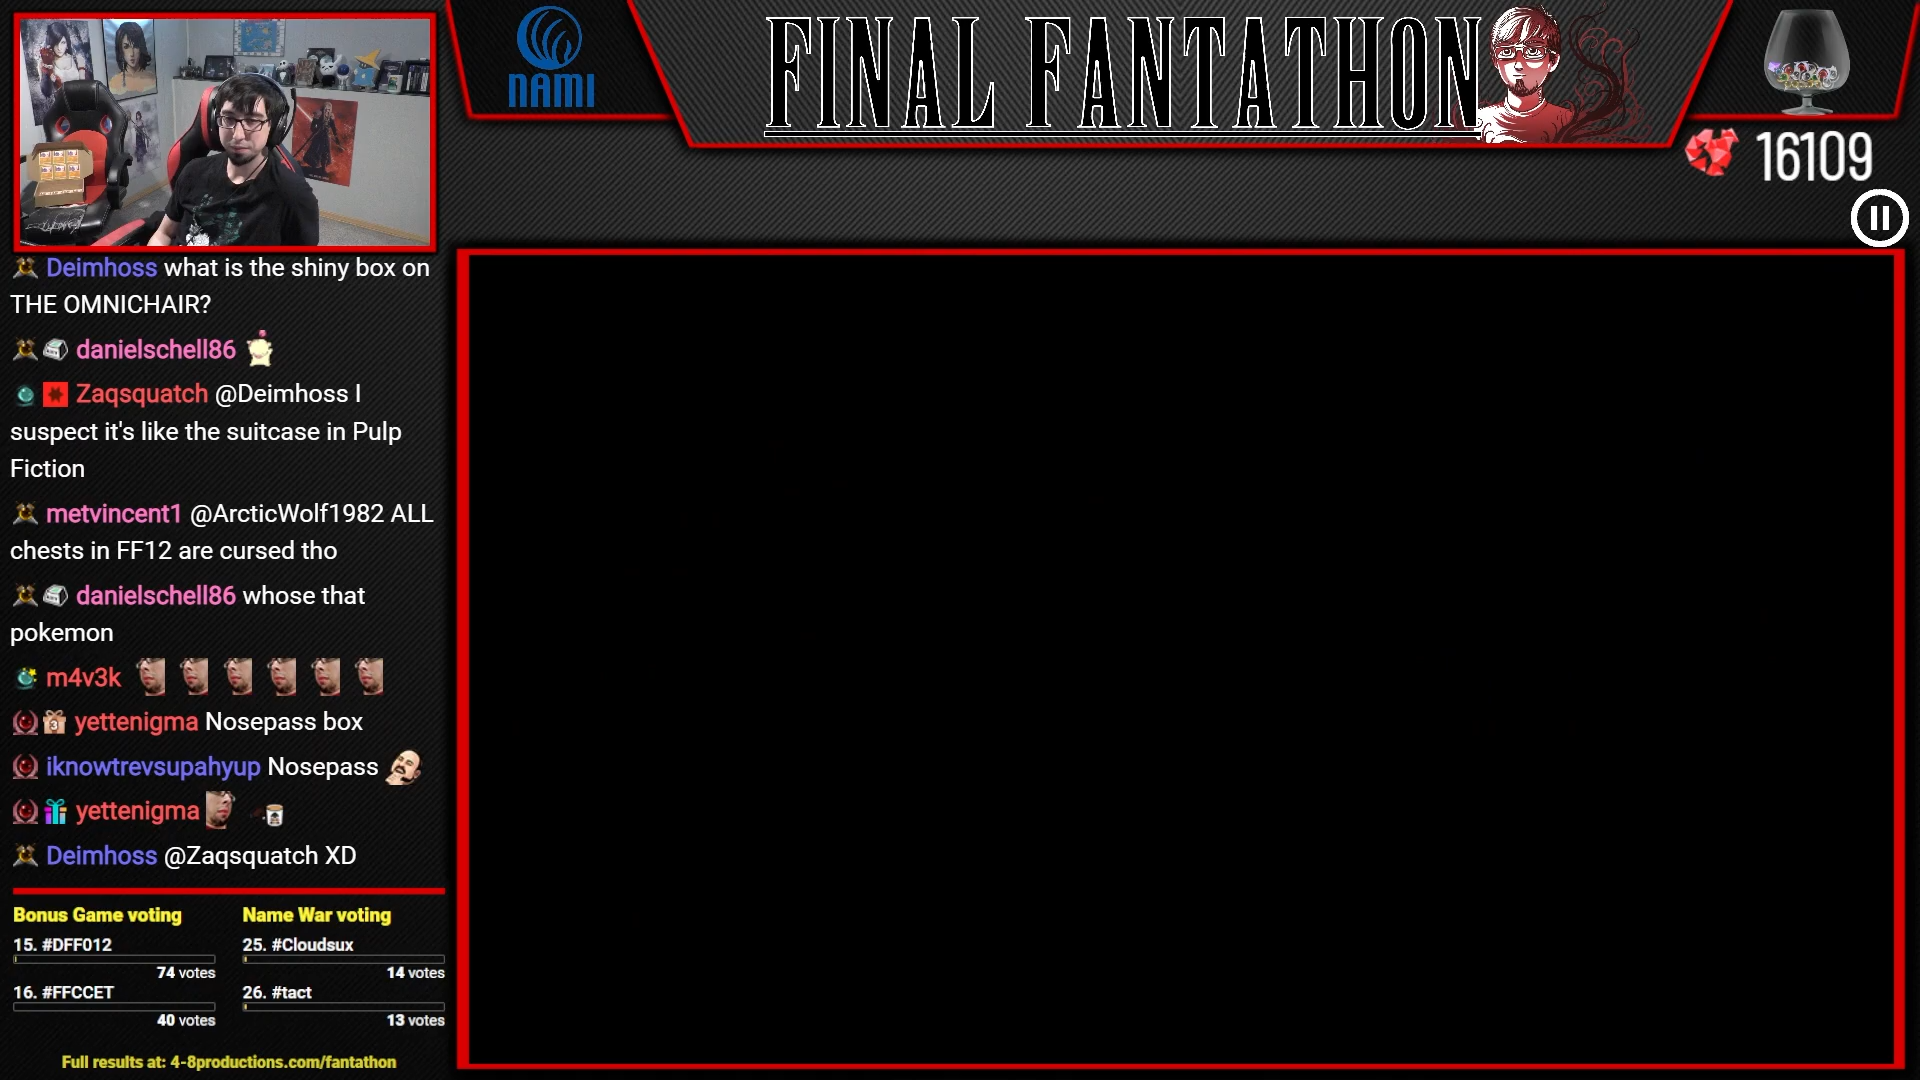 NAMI
FINAL FANTATHON
16109
Deimhoss what is the shiny box on
THE OMNICHAIR?
danielschell86
Zaqsquatch @Deimhoss I
suspect it's like the suitcase in Pulp
Fiction
metvincent1 @ArcticWolf1982 ALL
chests in FF12 are cursed tho
danielschell86 whose that
pokemon
m4v3k
yettenigma Nosepass box
iknowtrevsupahyup Nosepass
yettenigma
Deimhoss @Zaqsquatch XD
Bonus Game voting
15. #DFF012
74 votes
16. #FFCCET
40 votes
Name War voting
25. #Cloudsux
14 votes
26. #tact
13 votes
Full results at: 4-8productions.com/fantathon